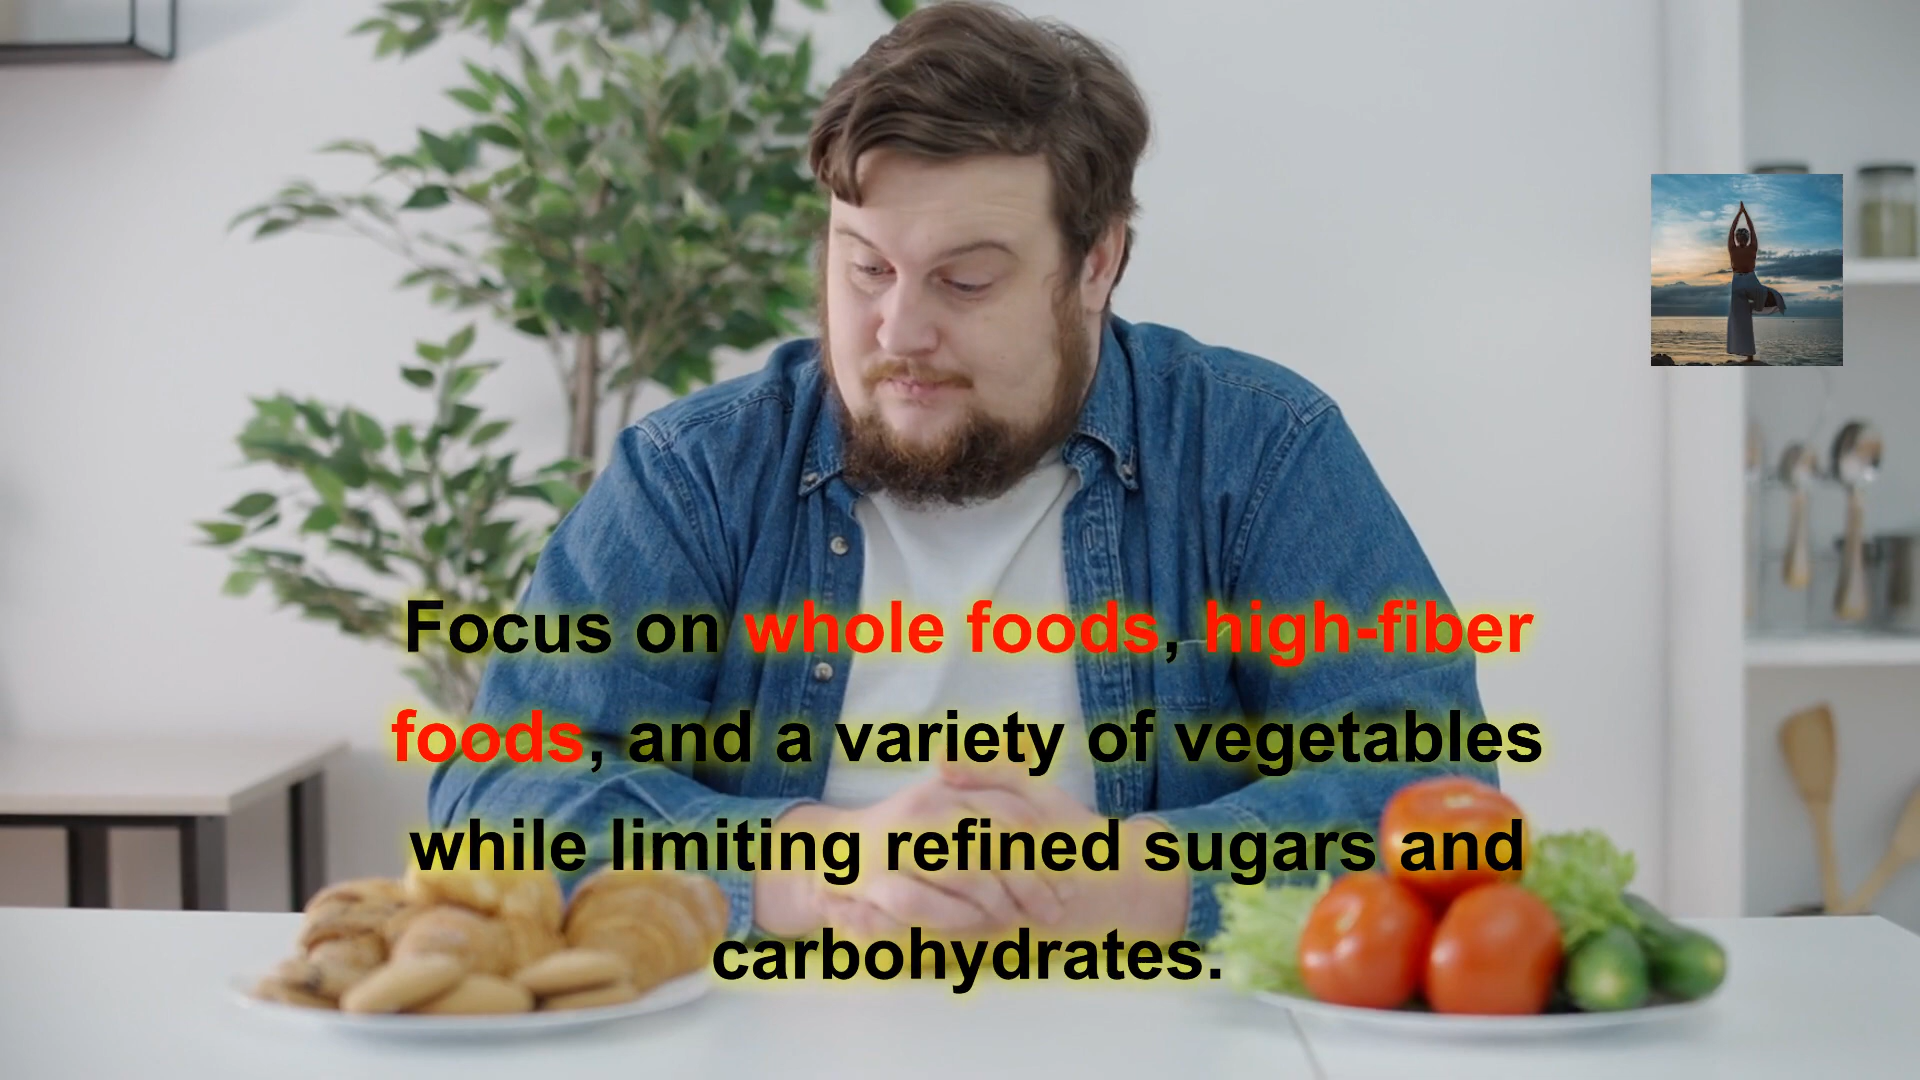 Focus on whole foods, high-fiber
foods, and a variety of vegetables
while limiting refined sugars and
carbohydrates.